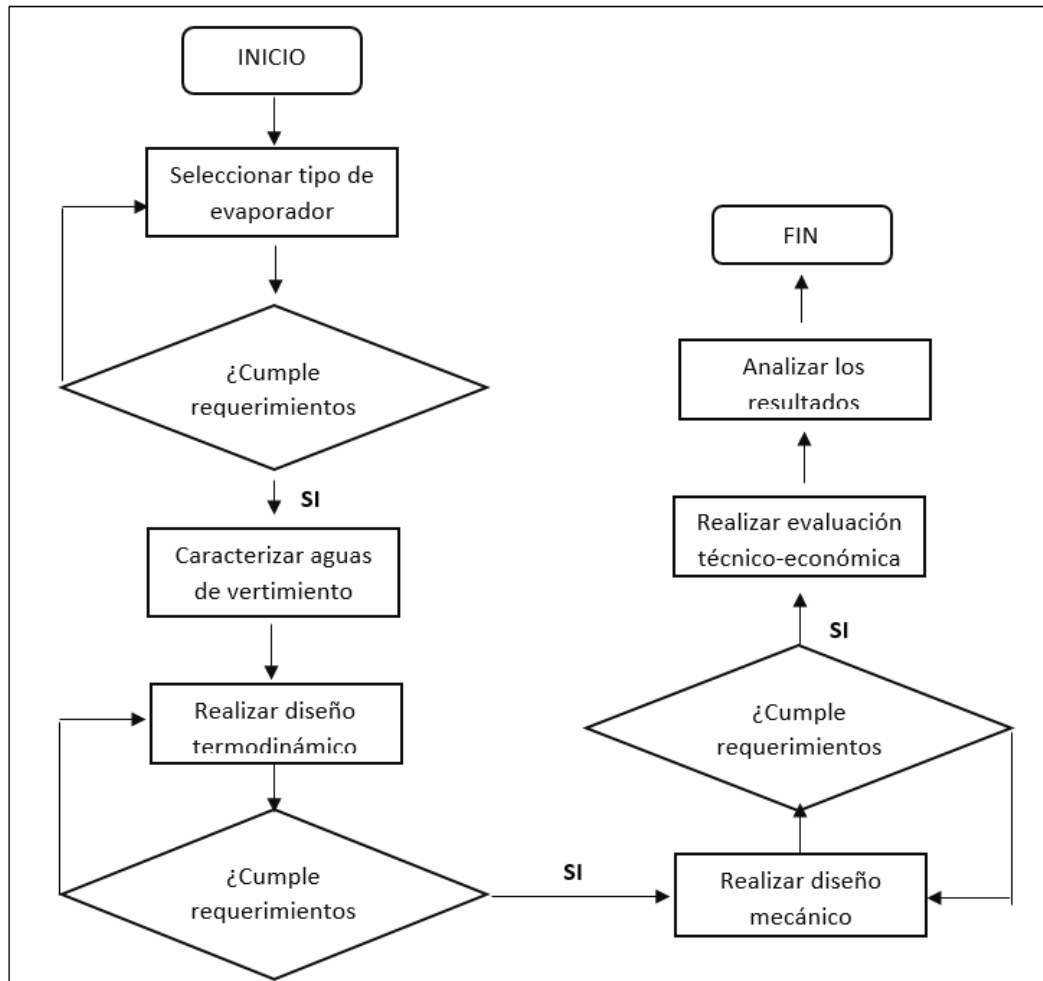 INICIO
Seleccionar tipo de
evaporador
¿Cumple
requerimientos
SI
Caracterizar aguas
de vertimiento
Realizar diseño
termodinámico
¿Cumple
requerimientos
SI
Realizar diseño
mecánico
¿Cumple
requerimientos
SI
Realizar evaluación
técnico-económica
Analizar los
resultados
FIN